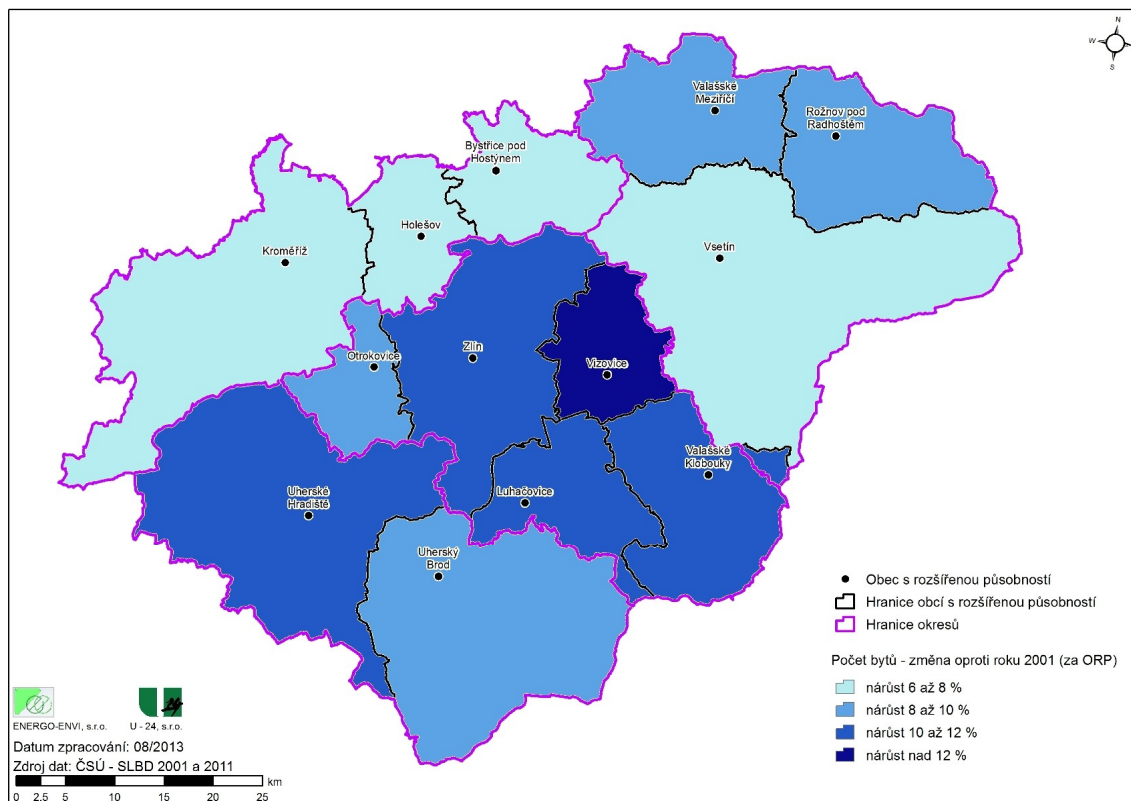 N
W
S
Valašské
Meziříčí
Rožnov pod
Radhoštěm
Bystřice pod
Hostýnem
Holešov
Kroměříž
Vsetín
Otrokovice
Zlín
Vizovice
Valašské
Klobouky
Uherské
Hradiště
Luhačovice
Uherský
Brod
Obec s rozšířenou působností
Hranice obcí s rozšířenou působností
Hranice okresů
Počet bytů - změna oproti roku 2001 (za ORP)
nárůst 6 až 8 %
nárůst 8 až 10 %
nárůst 10 až 12 %
nárůst nad 12 %
ENERGO-ENVI, s.r.o. U - 24, s.r.o.
Datum zpracování: 08/2013
Zdroj dat: ČSÚ - SLBD 2001 a 2011
km
0 2.5 5 10 15 20 25